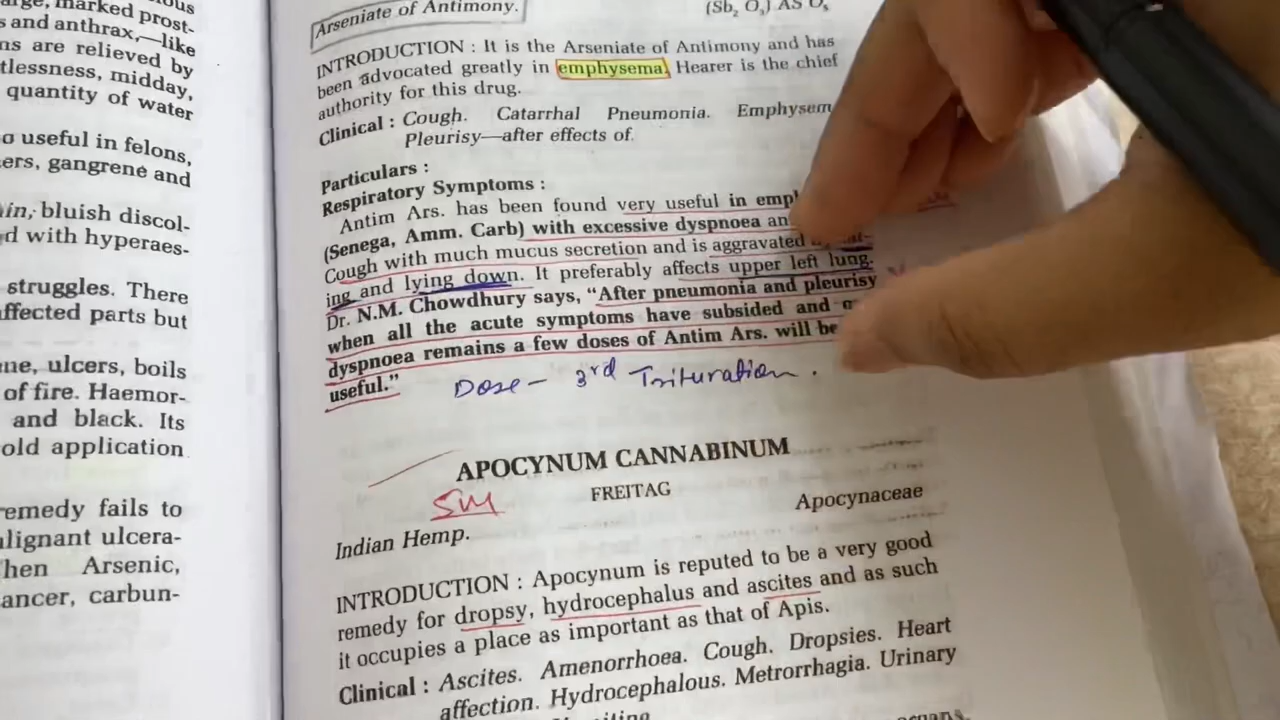 large, marked prost-
s and anthrax,—like
ns are relieved by
tlessness, midday,
quantity of water
o useful in felons,
ers, gangrene and
in, bluish discol-
d with hyperaes-
struggles. There
affected parts but
ne, ulcers, boils
of fire. Haemor-
and black. Its
old application
remedy fails to
alignant ulcera-
hen Arsenic,
ancer, carbun-
Arseniate of Antimony.
(Sb₂ O₃) AS O₅
INTRODUCTION : It is the Arseniate of Antimony and has
been advocated greatly in emphysema. Hearer is the chief
authority for this drug.
Clinical : Cough. Catarrhal Pneumonia. Emphysem
Pleurisy—after effects of.
Particulars :
Respiratory Symptoms :
Antim Ars. has been found very useful in emp
(Senega, Amm. Carb) with excessive dyspnoea an
Cough with much mucus secretion and is aggravated
ing and lying down. It preferably affects upper left lung.
Dr. N.M. Chowdhury says, “After pneumonia and pleurisy
when all the acute symptoms have subsided and
dyspnoea remains a few doses of Antim Ars. will be
useful.” Dose - 3rd Trituration.
APOCYNUM CANNABINUM
SM
FREITAG
Apocynaceae
Indian Hemp.
INTRODUCTION : Apocynum is reputed to be a very good
remedy for dropsy, hydrocephalus and ascites and as such
it occupies a place as important as that of Apis.
Clinical : Ascites. Amenorrhoea. Cough. Dropsies. Heart
affection. Hydrocephalous. Metrorrhagia. Urinary
organs.